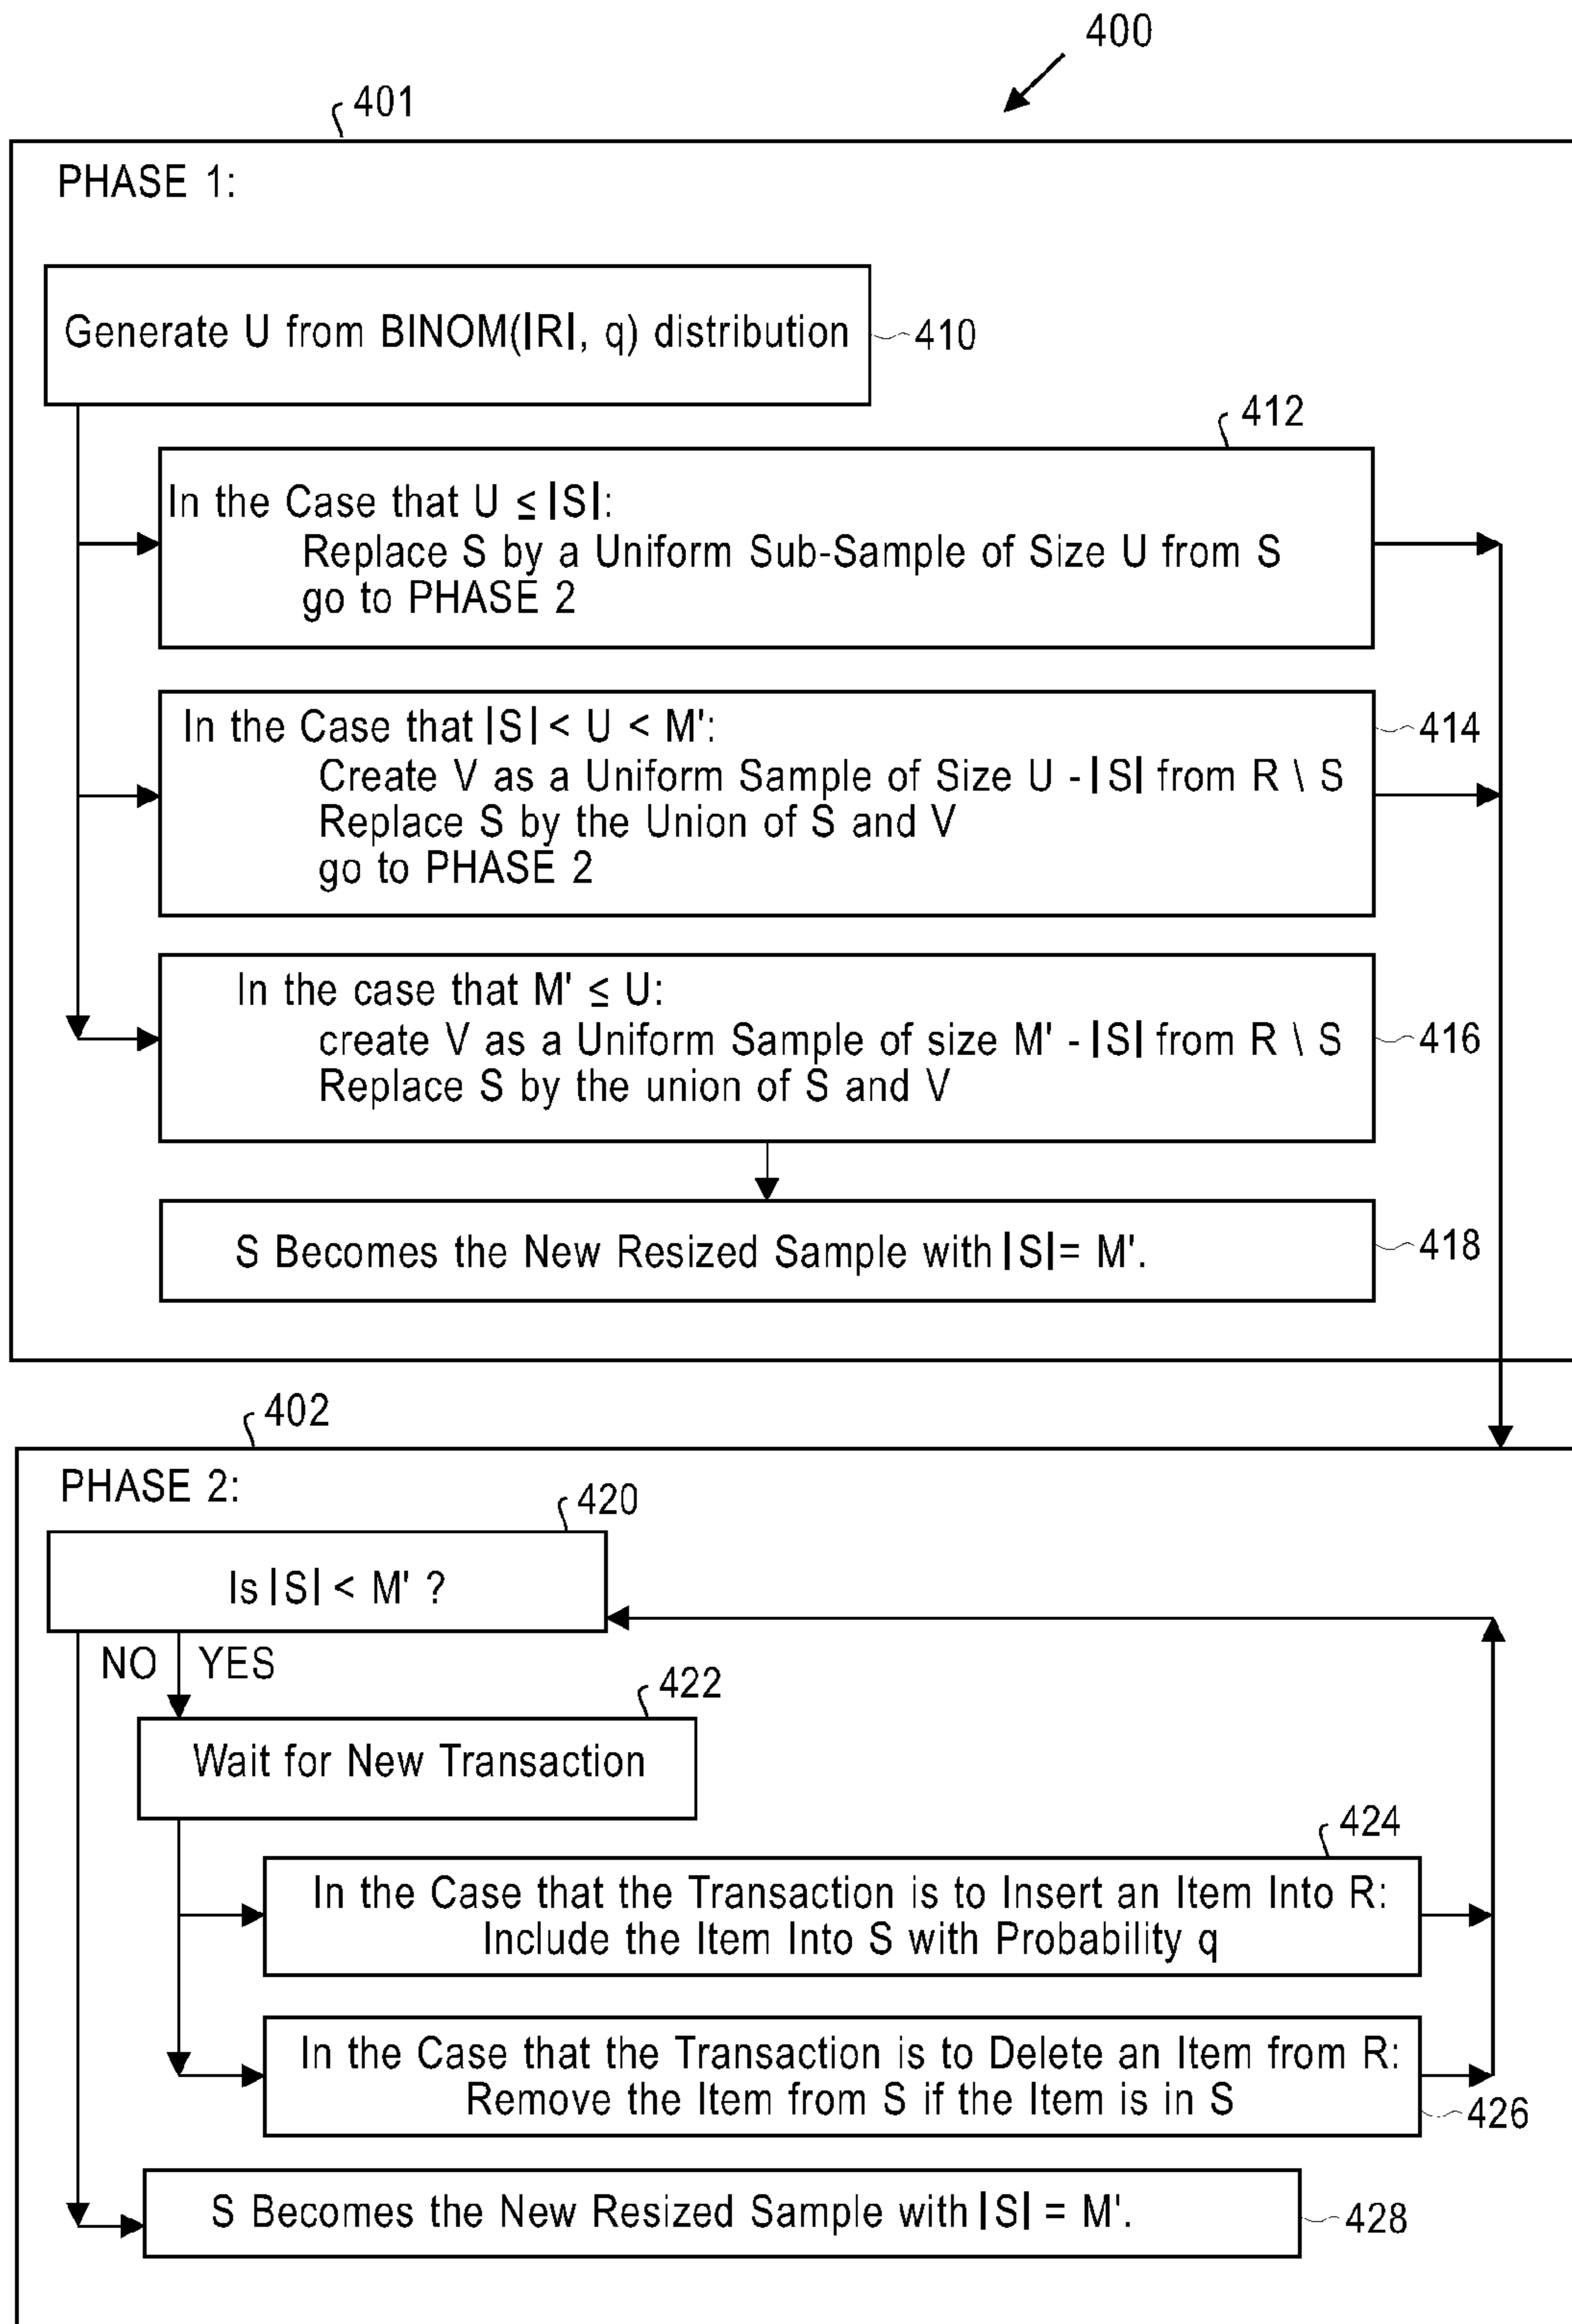 400
401
PHASE 1:
Generate U from BINOM(|R|, q) distribution
410
412
In the Case that U ≤ |S|:
Replace S by a Uniform Sub-Sample of Size U from S
go to PHASE 2
In the Case that |S| < U < M':
414
Create V as a Uniform Sample of Size U - |S| from R \ S
Replace S by the Union of S and V
go to PHASE 2
In the case that M' ≤ U:
create V as a Uniform Sample of size M' - |S| from R \ S
416
Replace S by the union of S and V
S Becomes the New Resized Sample with |S|= M'.
418
402
PHASE 2:
420
Is |S| < M' ?
NO YES
422
Wait for New Transaction
424
In the Case that the Transaction is to Insert an Item Into R:
Include the Item Into S with Probability q
In the Case that the Transaction is to Delete an Item from R:
Remove the Item from S if the Item is in S
426
S Becomes the New Resized Sample with |S| = M'.
428